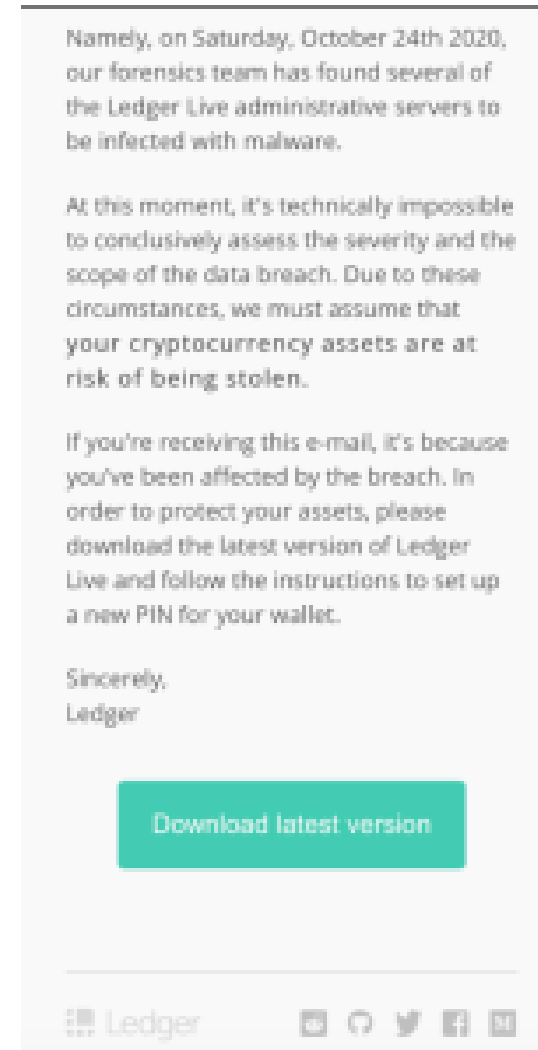 Namely, on Saturday, October 24th 2020,
our forensics team has found several of
the Ledger Live administrative servers to
be infected with malware.
At this moment, it's technically impossible
to conclusively assess the severity and the
scope of the data breach. Due to these
circumstances, we must assume that
your cryptocurrency assets are at
risk of being stolen.
If you're receiving this e-mail, it's because
you've been affected by the breach. In
order to protect your assets, please
download the latest version of Ledger
Live and follow the instructions to set up
a new PIN for your wallet.
Sincerely,
Ledger
Download latest version
Ledger